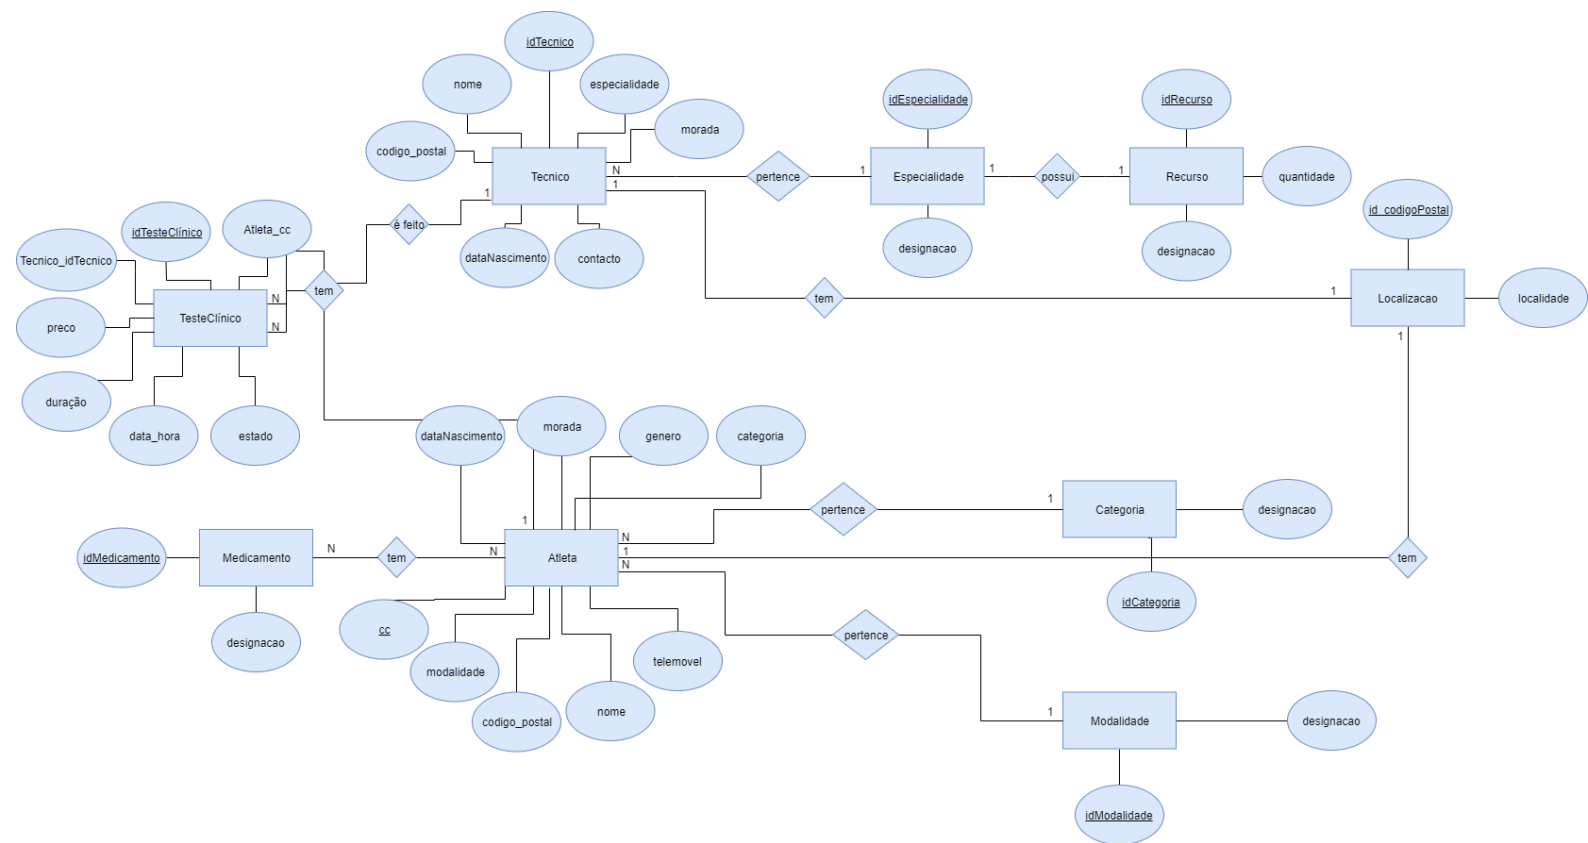 idTecnico
nome
especialidade
idEspecialidade
idRecurso
morada
codigo_postal
Tecnico
N
pertence
1
Especialidade
1
possui
1
Recurso
quantidade
1
1
id_codigoPostal
é feito
idTesteClínico
Atleta_cc
Tecnico_idTecnico
dataNascimento
contacto
designacao
designacao
tem
N
TesteClínico
N
preco
tem
1
Localizacao
localidade
1
duração
data_hora
estado
dataNascimento
morada
genero
categoria
1
N
pertence
1
Categoria
designacao
idMedicamento
Medicamento
N
tem
N
Atleta
1
N
tem
idCategoria
designacao
cc
modalidade
codigo_postal
nome
telemovel
pertence
1
Modalidade
designacao
idModalidade